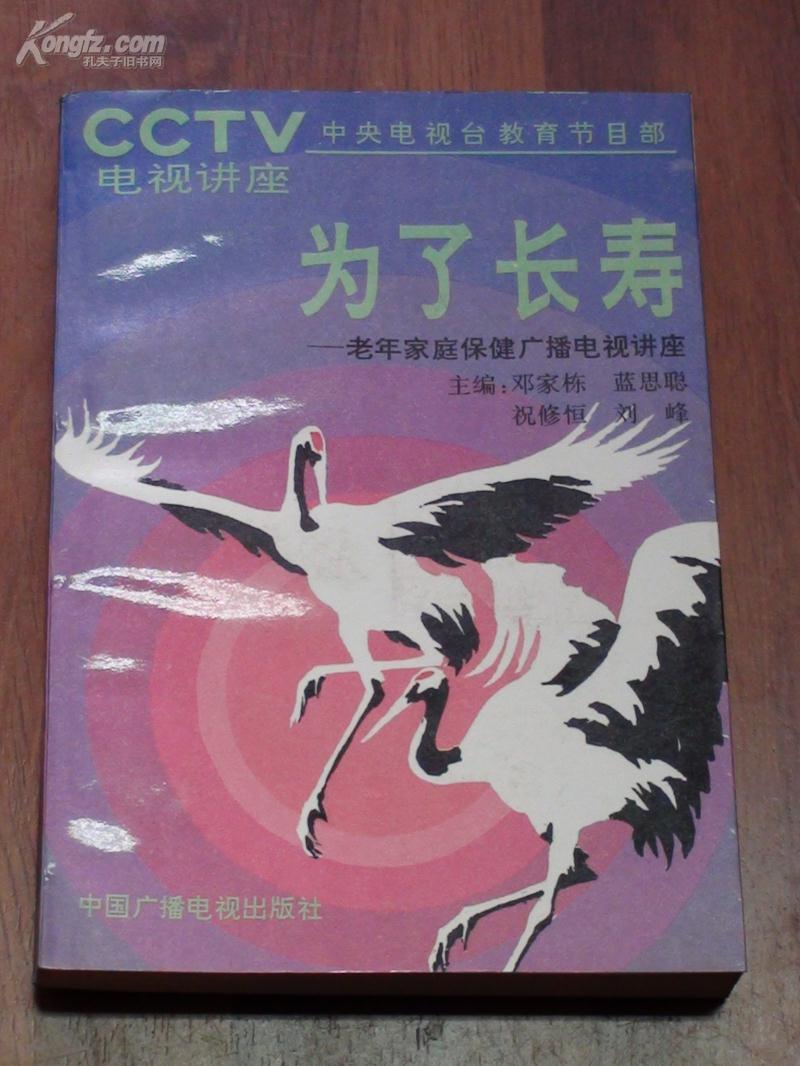 Kongfz.com
孔夫子旧书网
CCTV 中央电视台教育节目部
电视讲座
为了长寿
—老年家庭保健广播电视讲座
主编:邓家栋 蓝思聪
祝修恒 刘峰
中国广播电视出版社